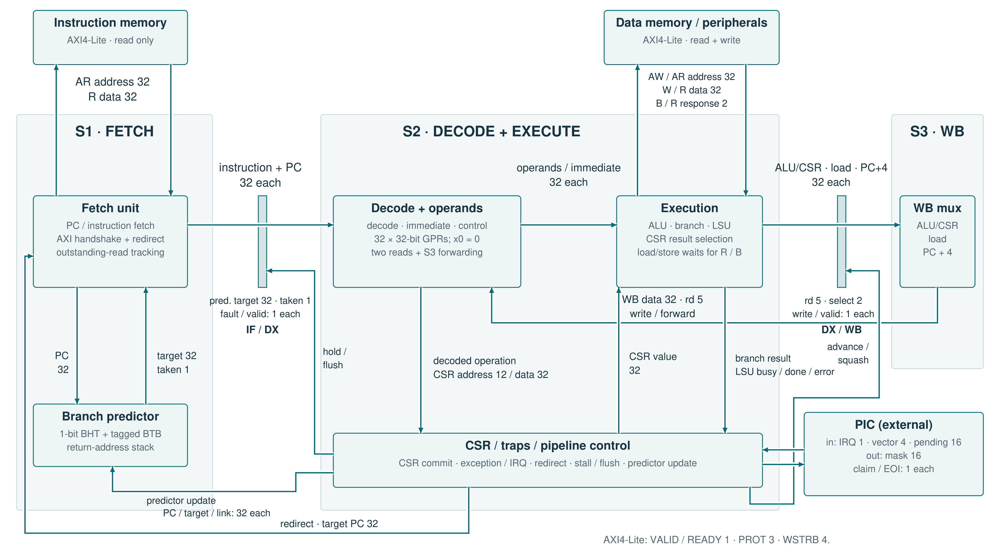 Instruction memory
AXI4-Lite · read only
Data memory / peripherals
AXI4-Lite · read + write
AR address 32
R data 32
AW / AR address 32
W / R data 32
B / R response 2
S1 · FETCH
S2 · DECODE + EXECUTE
S3 · WB
instruction + PC
32 each
operands / immediate
32 each
ALU/CSR · load · PC+4
32 each
Fetch unit
PC / instruction fetch
AXI handshake + redirect
outstanding-read tracking
Decode + operands
decode · immediate · control
32 × 32-bit GPRs; x0 = 0
two reads + S3 forwarding
Execution
ALU · branch · LSU
CSR result selection
load/store waits for R / B
WB mux
ALU/CSR
load
PC + 4
pred. target 32 · taken 1
fault / valid: 1 each
IF / DX
WB data 32 · rd 5
write / forward
rd 5 · select 2
write / valid: 1 each
DX / WB
PC
32
target 32
taken 1
hold /
flush
decoded operation
CSR address 12 / data 32
CSR value
32
branch result
LSU busy / done / error
advance /
squash
Branch predictor
1-bit BHT + tagged BTB
return-address stack
CSR / traps / pipeline control
CSR commit · exception / IRQ · redirect · stall / flush · predictor update
PIC (external)
in: IRQ 1 · vector 4 · pending 16
out: mask 16
claim / EOI: 1 each
predictor update
PC / target / link: 32 each
redirect · target PC 32
AXI4-Lite: VALID / READY 1 · PROT 3 · WSTRB 4.